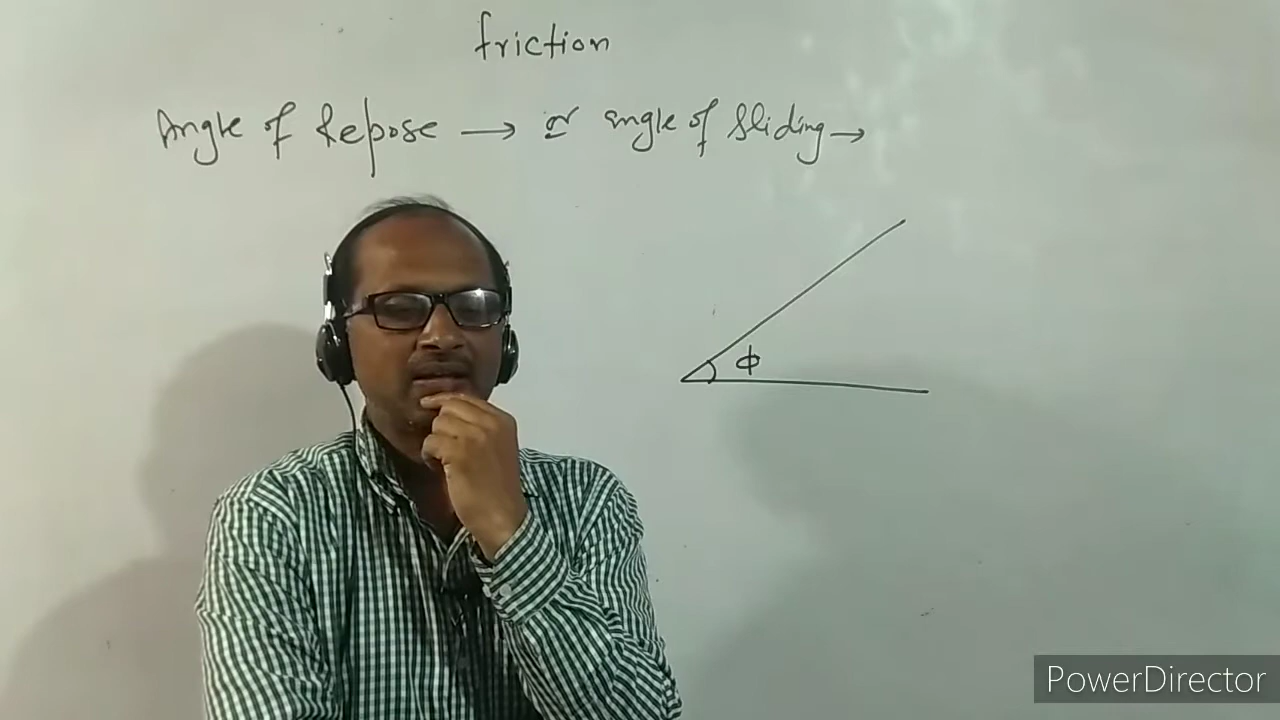 friction
Angle of Repose → or angle of Sliding →
ϕ
PowerDirector